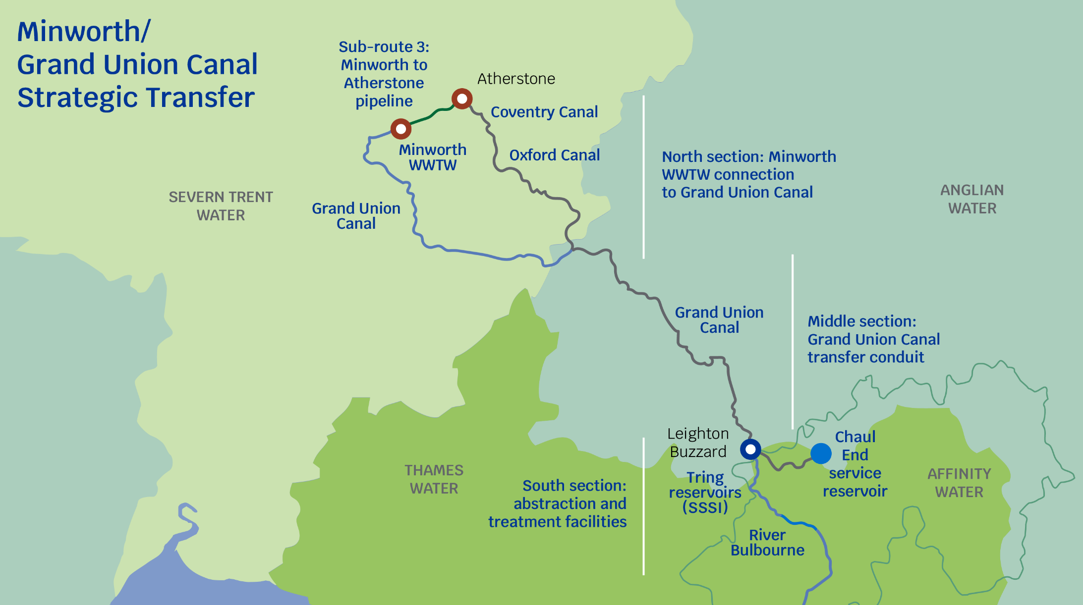 Minworth/
Grand Union Canal
Strategic Transfer
Sub-route 3:
Minworth to
Atherstone
pipeline
Atherstone
Coventry Canal
Minworth
WWTW
Oxford Canal
North section: Minworth
WWTW connection
to Grand Union Canal
SEVERN TRENT
WATER
Grand Union
Canal
ANGLIAN
WATER
Grand Union
Canal
Middle section:
Grand Union Canal
transfer conduit
Leighton
Buzzard
Chaul
End
service
reservoir
THAMES
WATER
South section:
abstraction and
treatment facilities
Tring
reservoirs
(SSSI)
AFFINITY
WATER
River
Bulbourne